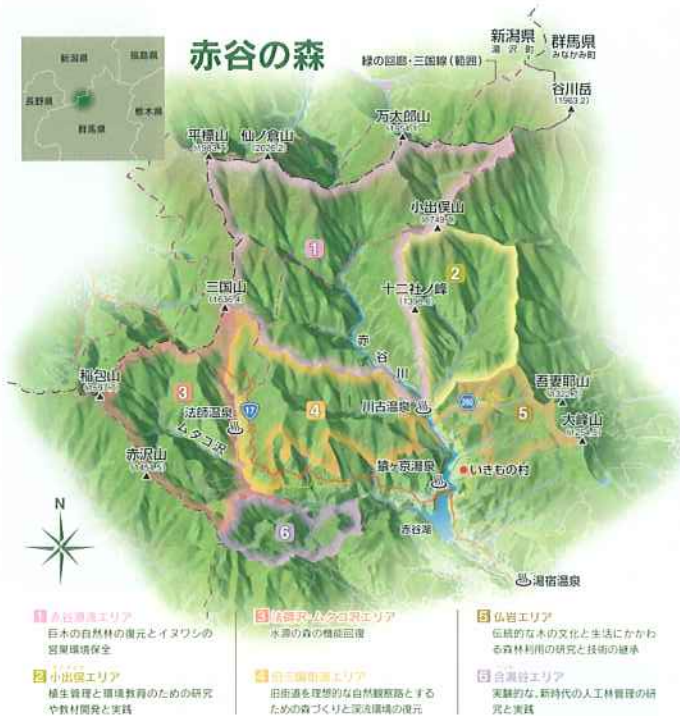 赤谷の森
新潟県
福島県
長野県
群馬県
栃木県
新潟県
湯沢町
群馬県
みなかみ町
緑の回廊・三国線(範囲)
谷川岳
(1963.2)
万太郎山
平標山
仙ノ倉山
(2026.2)
小出俣山
1
2
十二社ノ峰
三国山
(1636.4)
赤谷川
稲包山
3
法師温泉
17
4
川古温泉
5
吾妻耶山
大峰山
ムタコ沢
赤沢山
猿ヶ京温泉
いきもの村
N
6
赤谷湖
湯宿温泉
1 赤谷源流エリア
巨木の自然林の復元とイヌワシの
営巣環境保全
2 小出俣エリア
植生管理と環境教育のための研究
や教材開発と実践
3 法師沢・ムタコ沢エリア
水源の森の機能回復
4 旧三国街道エリア
旧街道を理想的な自然観察路とする
ための森づくりと渓流環境の復元
5 仏岩エリア
伝統的な木の文化と生活にかかわ
る森林利用の研究と技術の継承
6 合瀬谷エリア
実験的な、新時代の人工林管理の研
究と実践